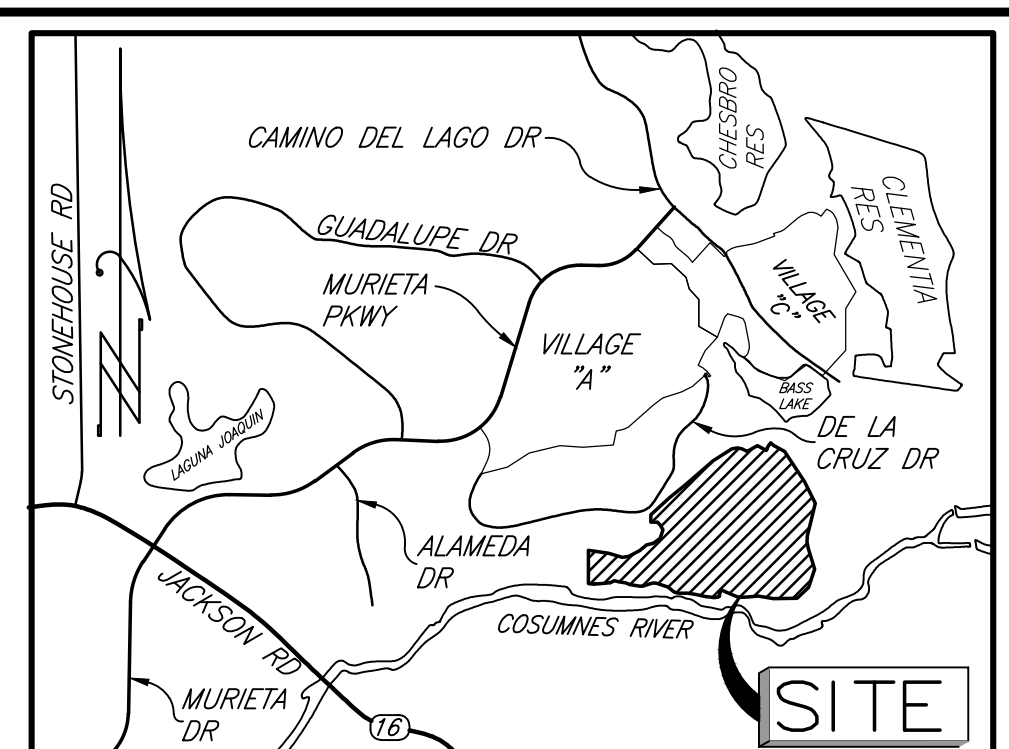 CHESBRO
RES
CAMINO DEL LAGO DR
CLEMENTIA
RES
STONEHOUSE RD
GUADALUPE DR
MURIETA
PKWY
VILLAGE
"C"
VILLAGE
"A"
BASS
LAKE
LAGUNA JOAQUIN
DE LA
CRUZ DR
N
ALAMEDA
DR
JACKSON RD
COSUMNES RIVER
MURIETA
DR
16
SITE